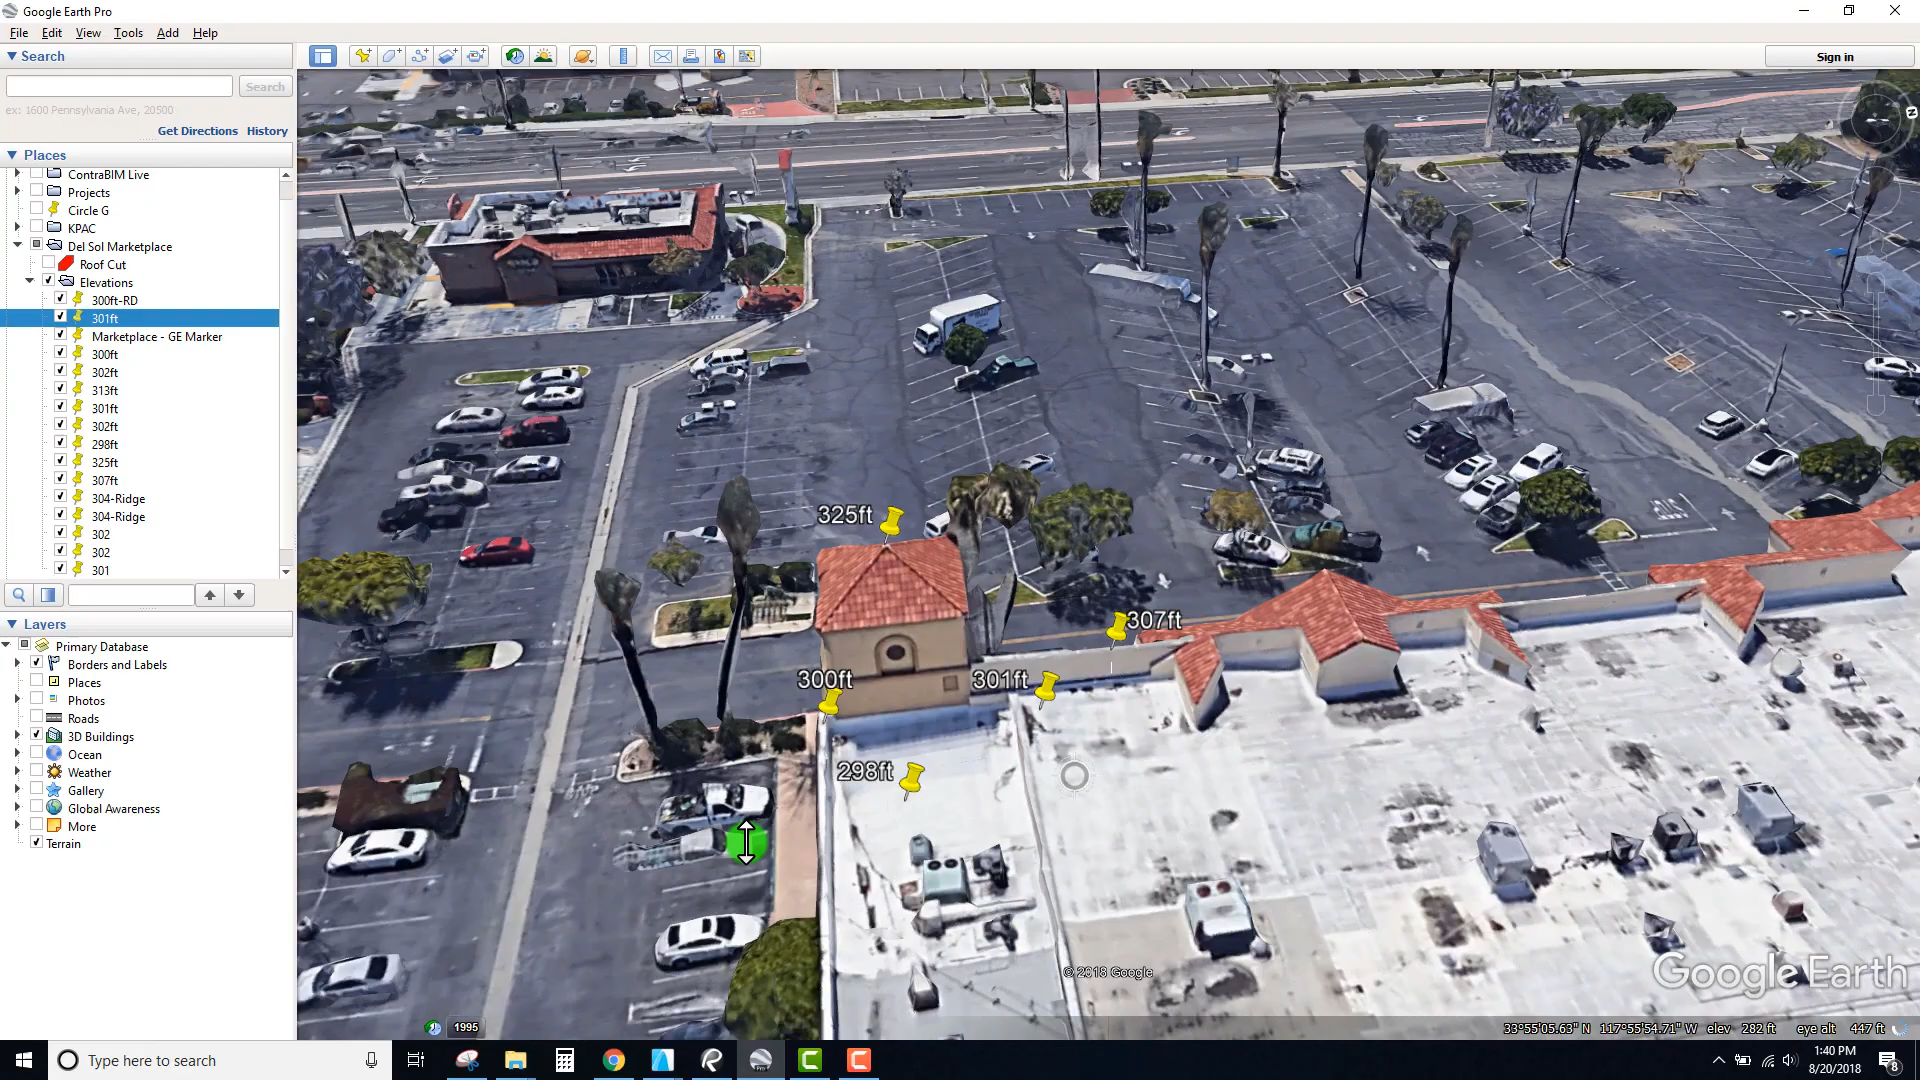 Google Earth Pro
File Edit View Tools Add Help
Search
Search
ex: 1600 Pennsylvania Ave, 20500
Get Directions History
Places
ContraBIM Live
Projects
Circle G
KPAC
Del Sol Marketplace
Roof Cut
Elevations
300ft-RD
301ft
Marketplace - GE Marker
300ft
302ft
313ft
301ft
302ft
298ft
325ft
307ft
304-Ridge
304-Ridge
302
302
301
Layers
Primary Database
Borders and Labels
Places
Photos
Roads
3D Buildings
Ocean
Weather
Gallery
Global Awareness
More
Terrain
Sign in
N
325ft
307ft
300ft
301ft
298ft
© 2018 Google
Google Earth
1995
33°55'05.63" N 117°55'54.71" W elev 282 ft eye alt 447 ft
Type here to search
1:40 PM
8/20/2018
8